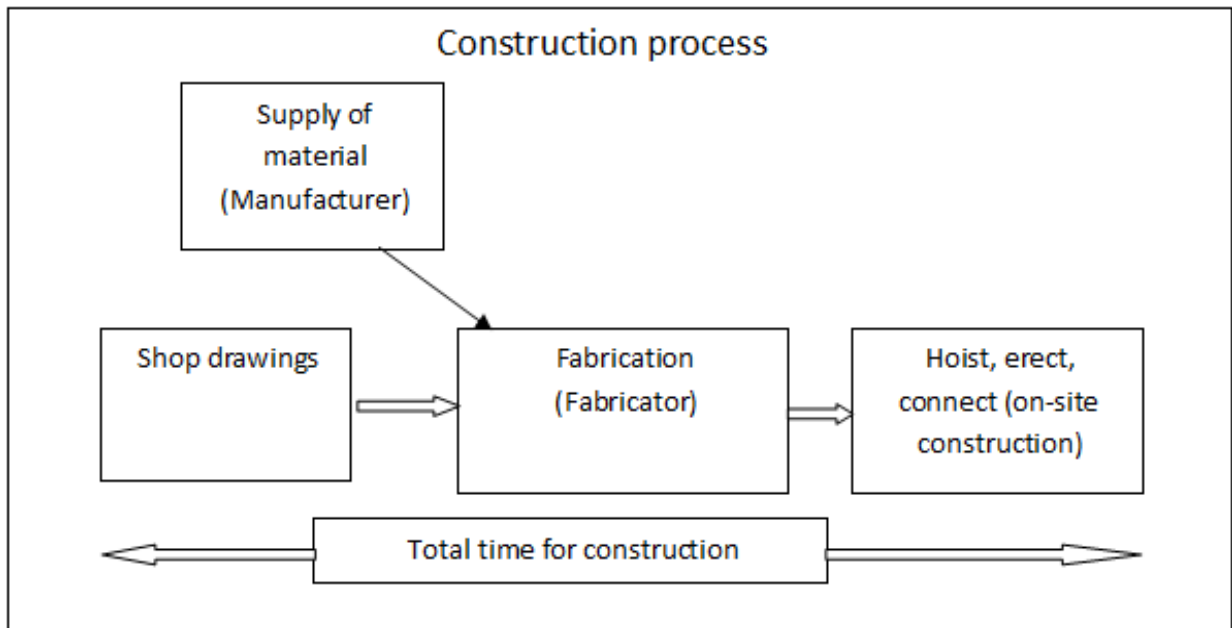 Construction process
Supply of
material
(Manufacturer)
Shop drawings
Fabrication
(Fabricator)
Hoist, erect,
connect (on-site
construction)
Total time for construction